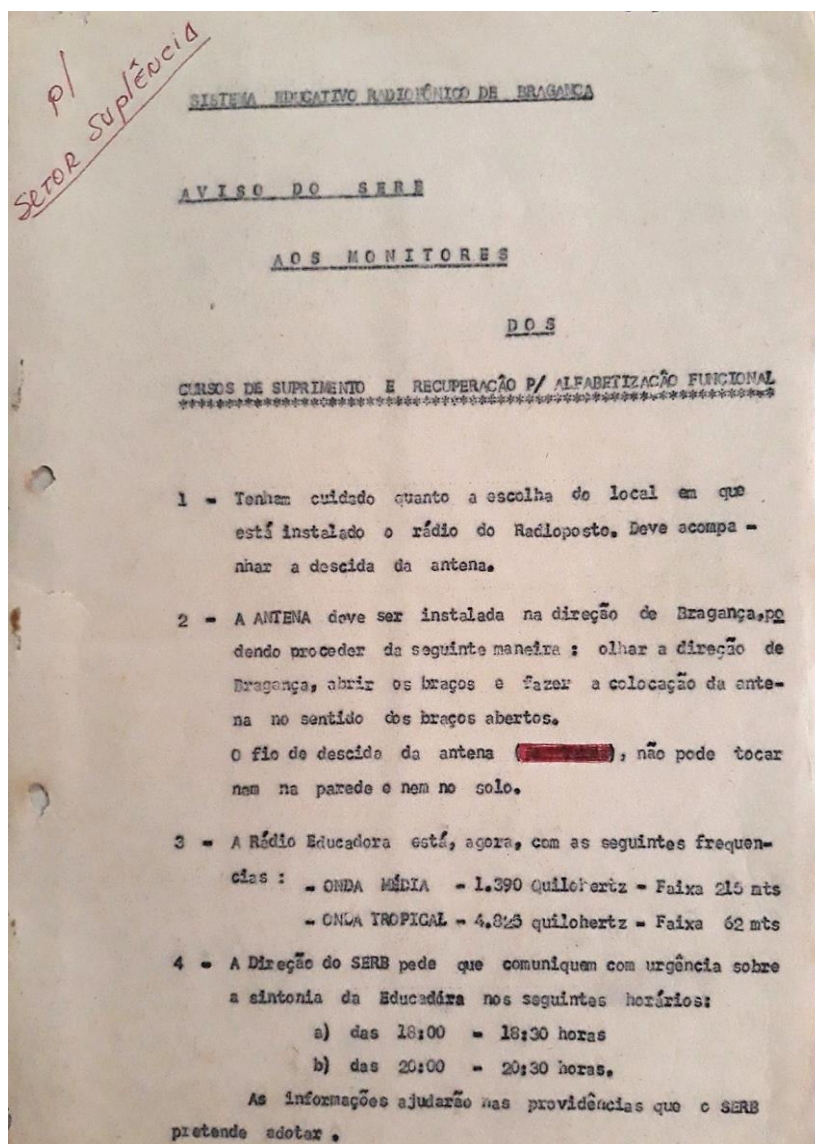 p/
SETOR SUPlÊNCIA
SISTEMA EDUCATIVO RADIOFÔNICO DE BRAGANÇA
AVISO DO SERB
AOS MONITORES
DOS
CURSOS DE SUPRIMENTO E RECUPERAÇÃO P/ ALFABETIZAÇÃO FUNCIONAL
************************************************************
1 - Tenham cuidado quanto a escolha do local em que
está instalado o rádio do Radioposto. Deve acompa -
nhar a descida da antena.
2 - A ANTENA deve ser instalada na direção de Bragança,po
dendo proceder da seguinte maneira : olhar a direção de
Bragança, abrir os braços e fazer a colocação da ante-
na no sentido dos braços abertos.
O fio de descida da antena ( ), não pode tocar
nem na parede e nem no solo.
3 - A Rádio Educadora está, agora, com as seguintes frequen-
cias :
- ONDA MÉDIA - 1.390 Quilohertz - Faixa 215 mts
- ONDA TROPICAL - 4.825 quilohertz - Faixa 62 mts
4 - A Direção do SERB pede que comuniquem com urgência sobre
a sintonia da Educadôra nos seguintes horários:
a) das 18:00 - 18:30 horas
b) das 20:00 - 20:30 horas.
As informações ajudarão nas providências que o SERB
pretende adotar .